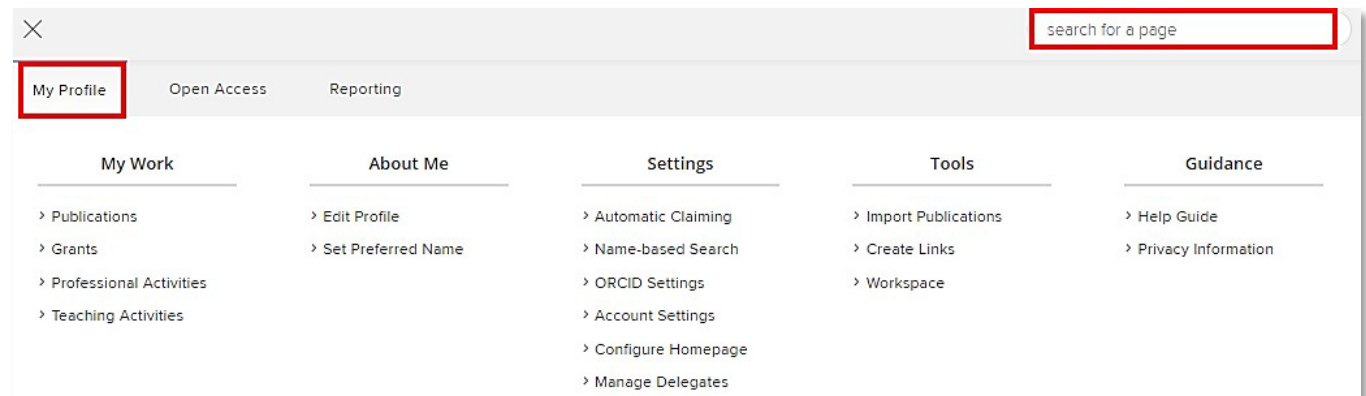 search for a page
My Profile Open Access Reporting
My Work About Me Settings Tools Guidance
> Publications > Edit Profile > Automatic Claiming > Import Publications > Help Guide
> Grants > Set Preferred Name > Name-based Search > Create Links > Privacy Information
> Professional Activities > ORCID Settings > Workspace
> Teaching Activities > Account Settings
> Configure Homepage
> Manage Delegates